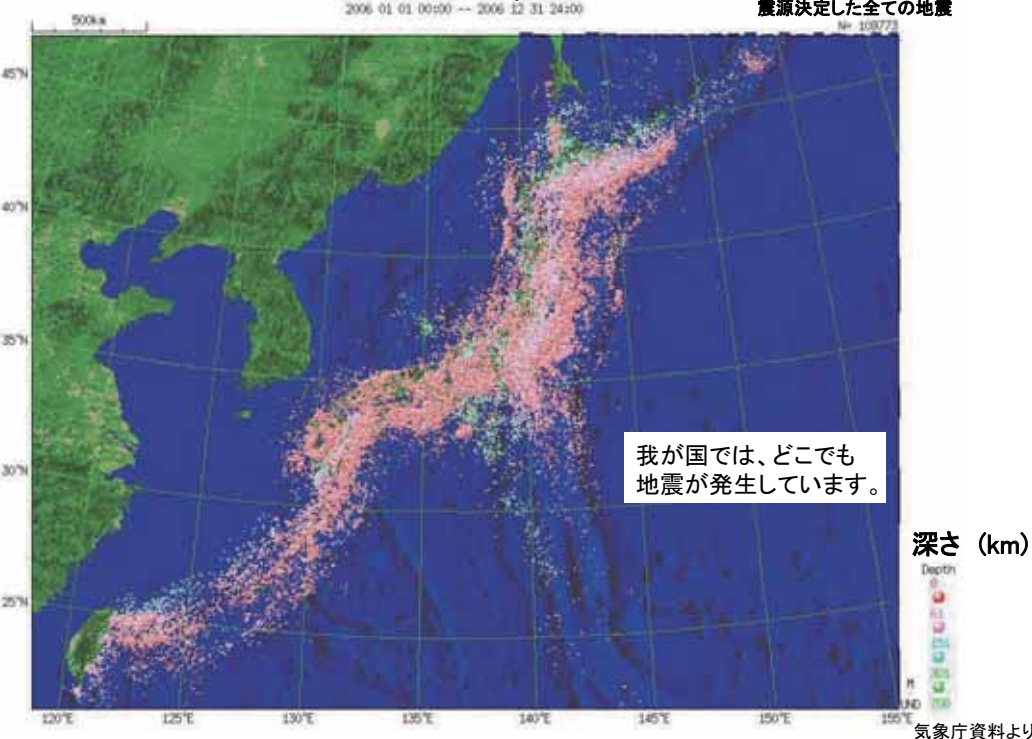 震源決定した全ての地震
2006 01 01 00:00 -- 2006 12 31 24:00
500km
N= 109773
45°N
40°N
35°N
30°N
25°N
我が国では、どこでも
地震が発生しています。
深さ (km)
Depth
0
700
M
UND
120°E
125°E
130°E
135°E
140°E
145°E
150°E
155°E
気象庁資料より